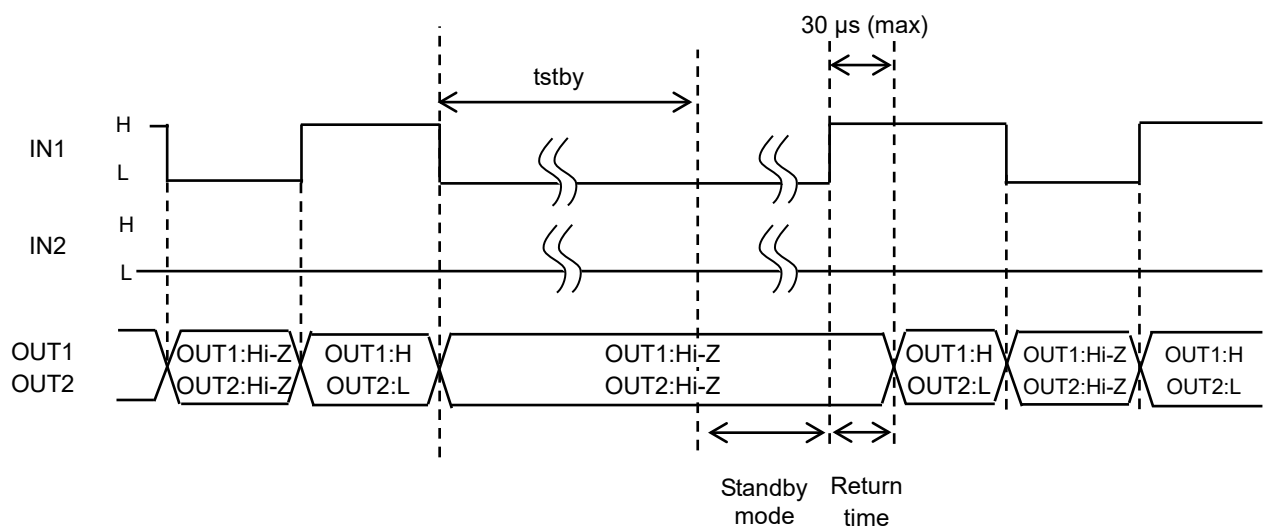 30 µs (max)
tstby
H
IN1
L
H
IN2
L
OUT1
OUT2
OUT1:Hi-Z
OUT2:Hi-Z
OUT1:H
OUT2:L
OUT1:Hi-Z
OUT2:Hi-Z
OUT1:H
OUT2:L
OUT1:Hi-Z
OUT2:Hi-Z
OUT1:H
OUT2:L
Standby
mode
Return
time